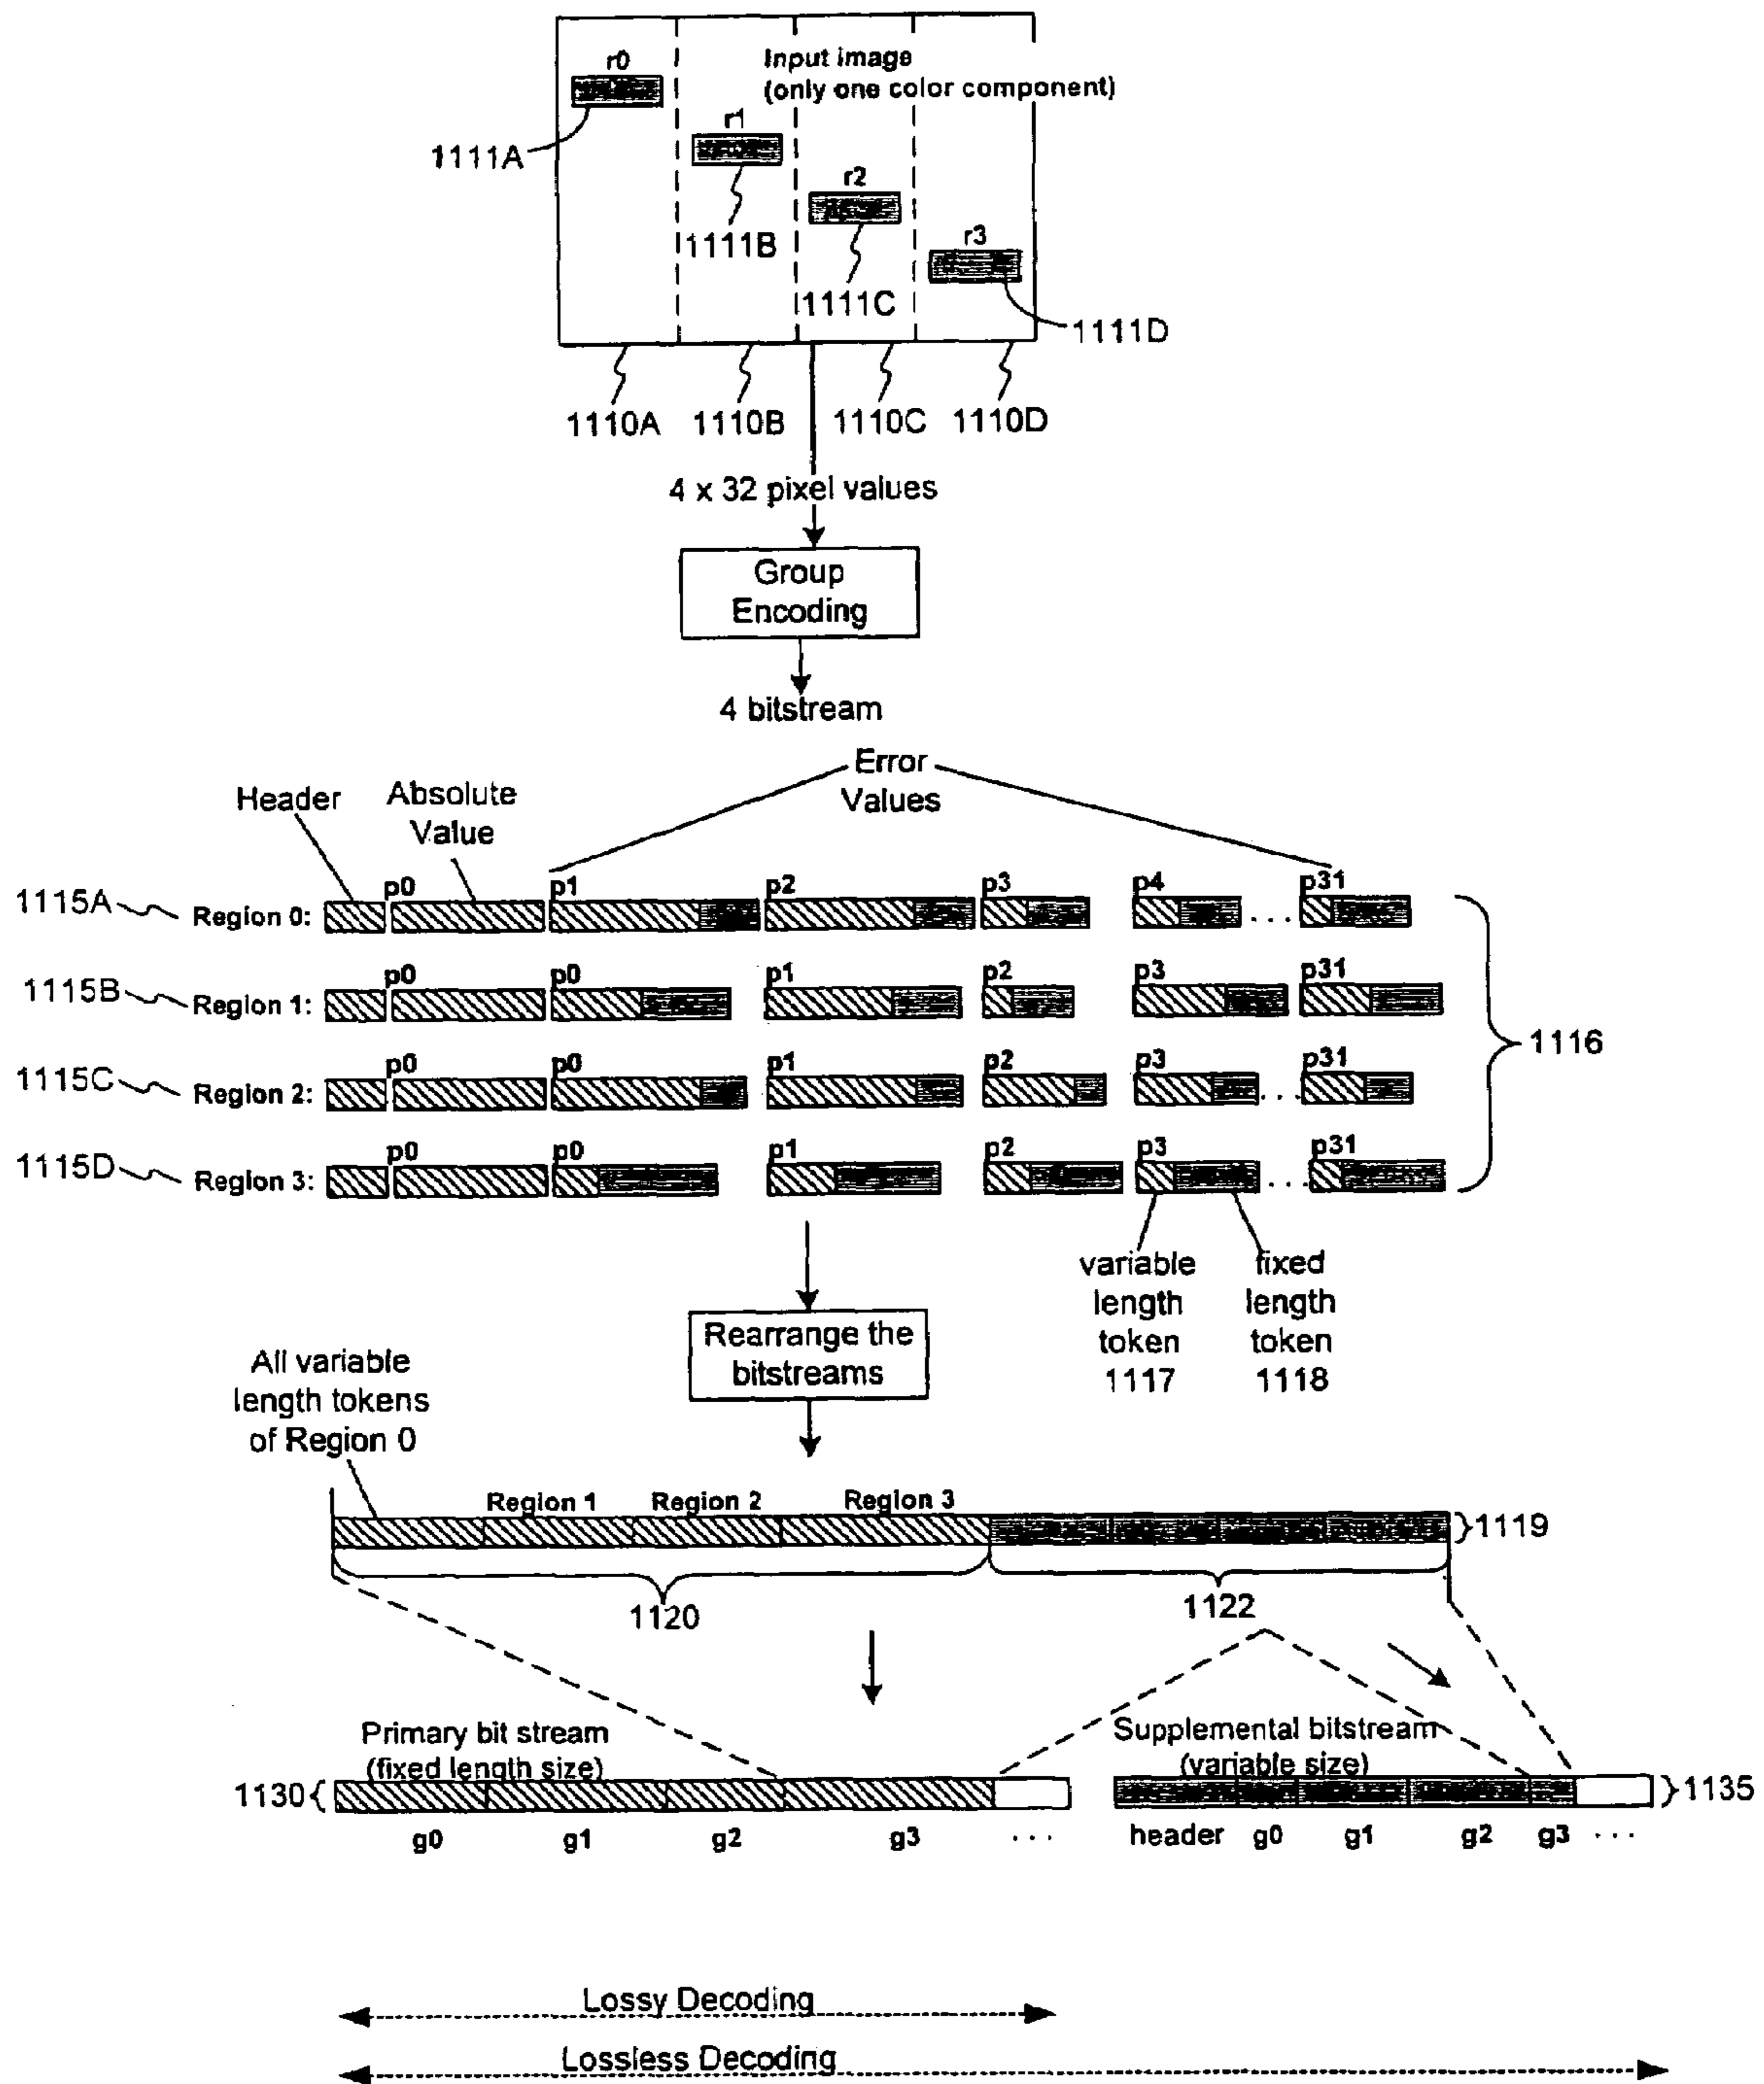 r0
Input image
(only one color component)
1111A
r1
1111B
r2
1111C
r3
1111D
1110A 1110B 1110C 1110D
4 x 32 pixel values
Group
Encoding
4 bitstream
Error
Values
Header
Absolute
Value
1115A
Region 0:
p0 p1 p2 p3 p4 ... p31
1115B
Region 1:
p0 p0 p1 p2 p3 p31
1115C
Region 2:
p0 p0 p1 p2 p3 ... p31
1115D
Region 3:
p0 p0 p1 p2 p3 ... p31
1116
variable
length
token
1117
fixed
length
token
1118
Rearrange the
bitstreams
All variable
length tokens
of Region 0
Region 1 Region 2 Region 3
1119
1120
1122
Primary bit stream
(fixed length size)
Supplemental bitstream
(variable size)
1130
1135
g0 g1 g2 g3 ...
header g0 g1 g2 g3 ...
Lossy Decoding
Lossless Decoding